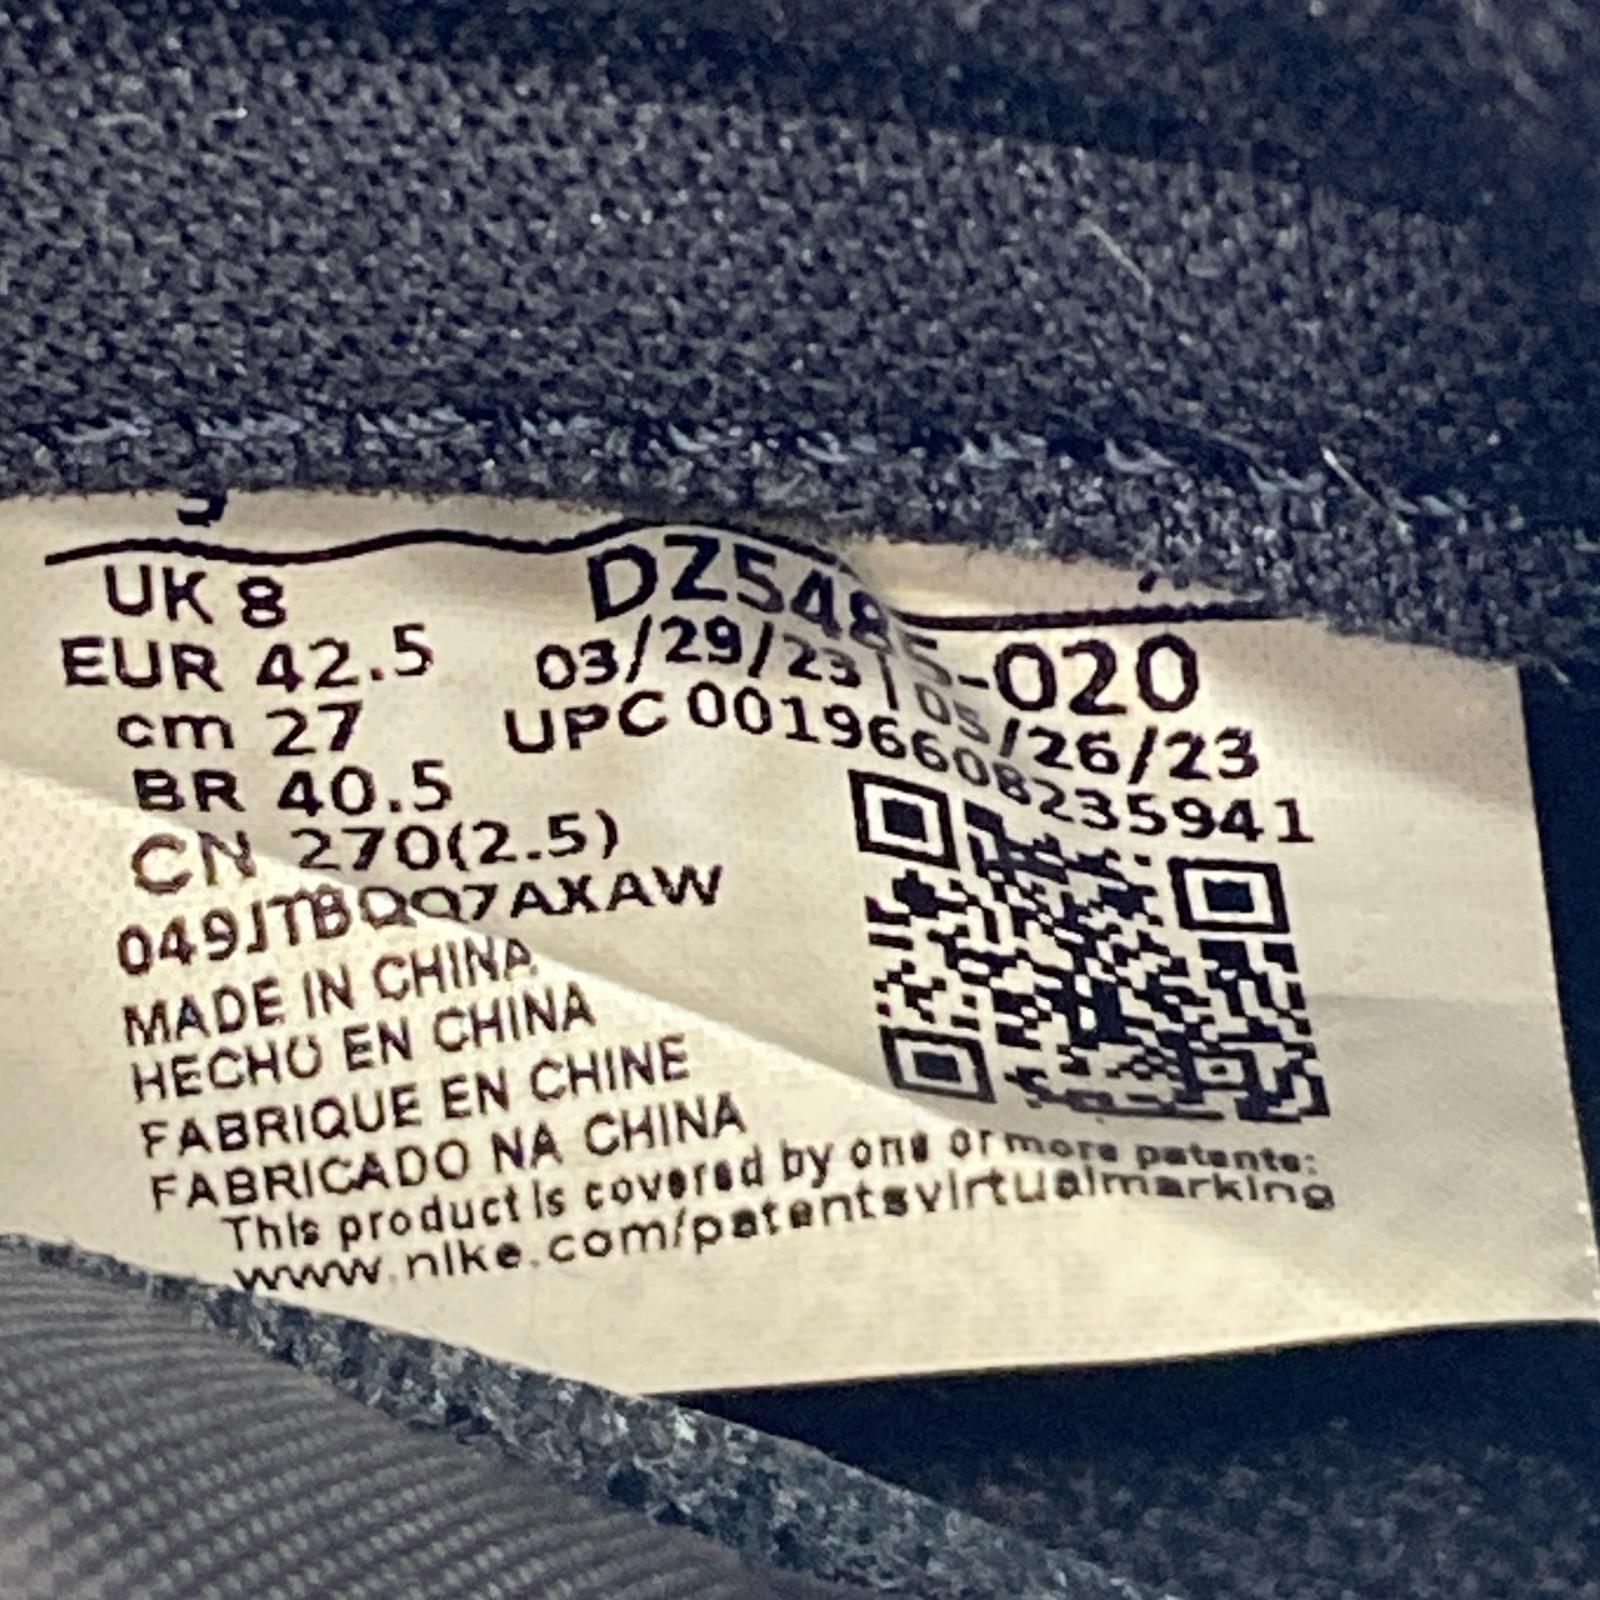 UK 8
EUR 42.5
cm 27
BR 40.5
CN 270(2.5)
049JTBQQ7AXAW
MADE IN CHINA
HECHO EN CHINA
FABRIQUE EN CHINE
FABRICADO NA CHINA
This product is covered by one or more patents:
www.nike.com/patentsvirtualmarking
DZ5485-020
03/29/23 | 05/26/23
UPC 00196608235941